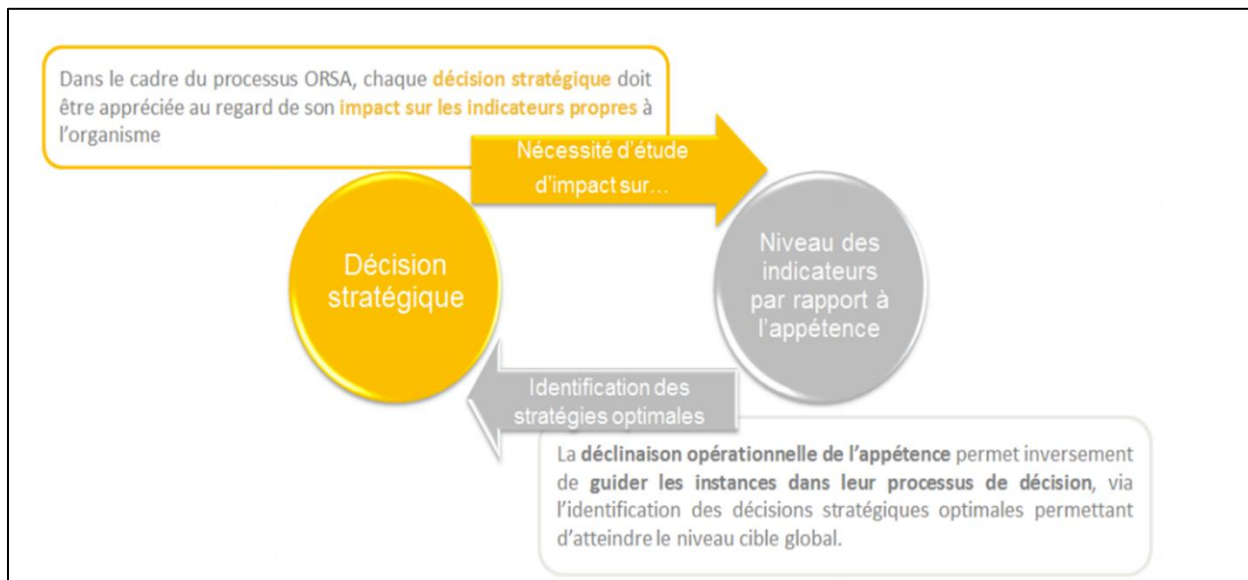 Dans le cadre du processus ORSA, chaque décision stratégique doit
être appréciée au regard de son impact sur les indicateurs propres à
l'organisme
Nécessité d'étude
d'impact sur...
Décision
stratégique
Niveau des
indicateurs
par rapport à
l'appétence
Identification des
stratégies optimales
La déclinaison opérationnelle de l'appétence permet inversement
de guider les instances dans leur processus de décision, via
l'identification des décisions stratégiques optimales permettant
d'atteindre le niveau cible global.